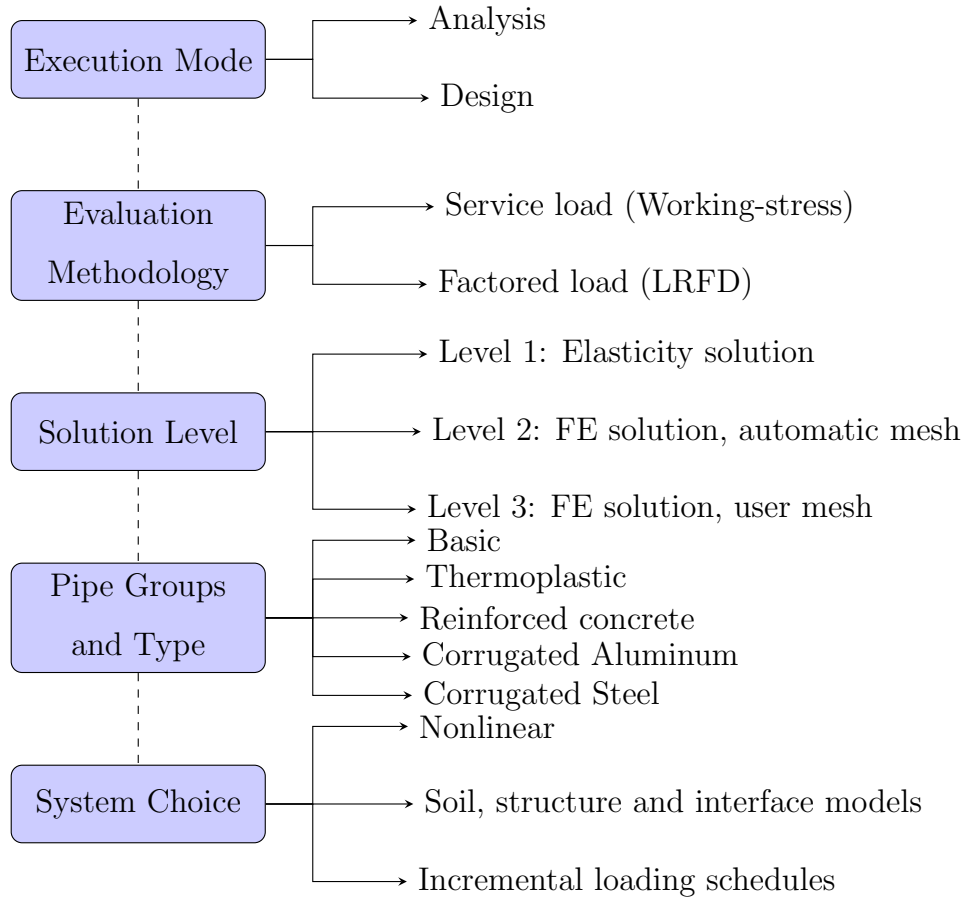 Execution Mode
Analysis
Design
Evaluation
Methodology
Service load (Working-stress)
Factored load (LRFD)
Solution Level
Level 1: Elasticity solution
Level 2: FE solution, automatic mesh
Level 3: FE solution, user mesh
Pipe Groups
and Type
Basic
Thermoplastic
Reinforced concrete
Corrugated Aluminum
Corrugated Steel
System Choice
Nonlinear
Soil, structure and interface models
Incremental loading schedules